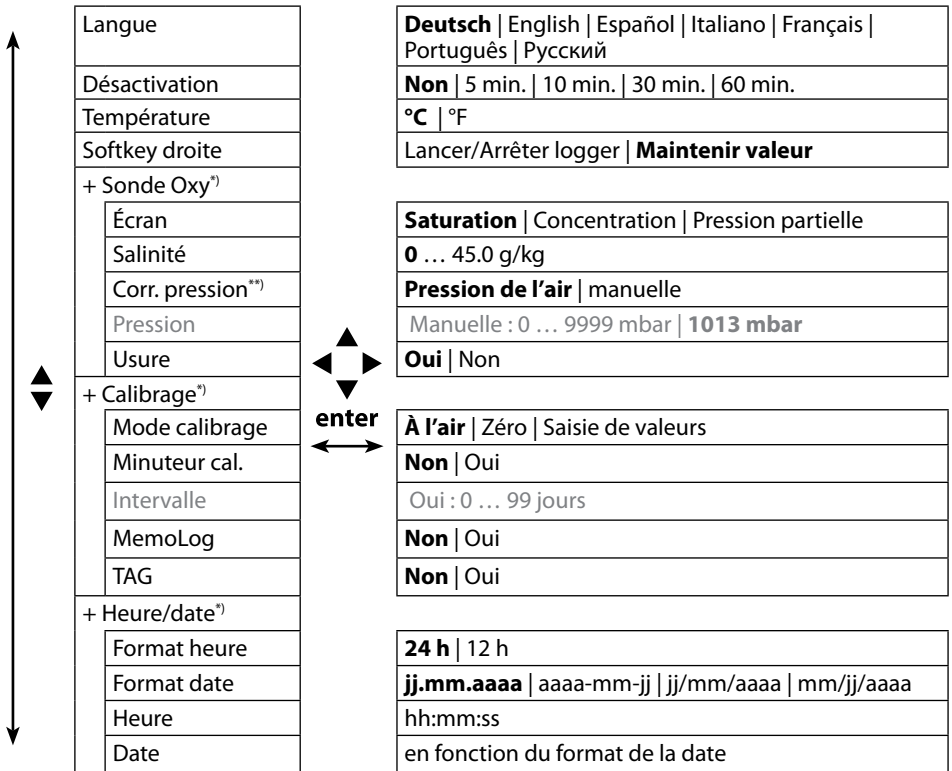 Langue Deutsch | English | Español | Italiano | Français |
Português | Русский
Désactivation Non | 5 min. | 10 min. | 30 min. | 60 min.
Température °C | °F
Softkey droite Lancer/Arrêter logger | Maintenir valeur
+ Sonde Oxy*)
Écran Saturation | Concentration | Pression partielle
Salinité 0 … 45.0 g/kg
Corr. pression**) Pression de l’air | manuelle
Pression Manuelle : 0 … 9999 mbar | 1013 mbar
Usure Oui | Non
+ Calibrage*)
enter
Mode calibrage À l’air | Zéro | Saisie de valeurs
Minuteur cal. Non | Oui
Intervalle Oui : 0 … 99 jours
MemoLog Non | Oui
TAG Non | Oui
+ Heure/date*)
Format heure 24 h | 12 h
Format date jj.mm.aaaa | aaaa-mm-jj | jj/mm/aaaa | mm/jj/aaaa
Heure hh:mm:ss
Date en fonction du format de la date